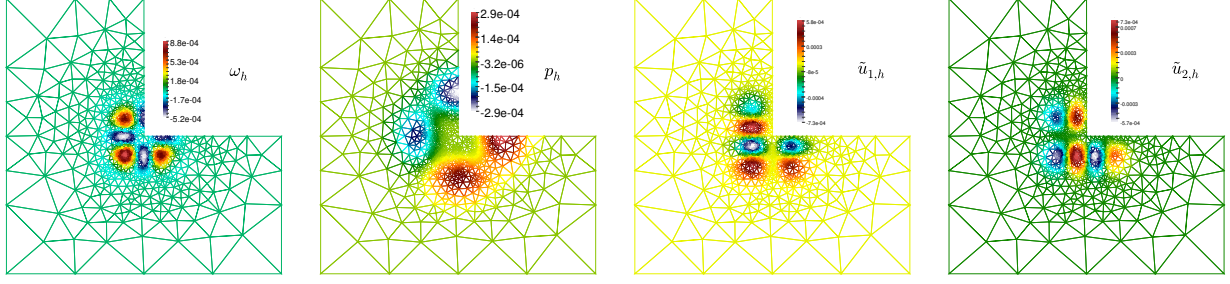 8.8e-04
5.3e-04
1.8e-04
-1.7e-04
-5.2e-04
ω_h
2.9e-04
1.4e-04
-3.2e-06
-1.5e-04
-2.9e-04
p_h
5.8e-04
0.0003
-8e-5
-0.0004
-7.3e-04
ũ_{1,h}
7.3e-04
0.0007
0.0003
0
-0.0003
-5.7e-04
ũ_{2,h}